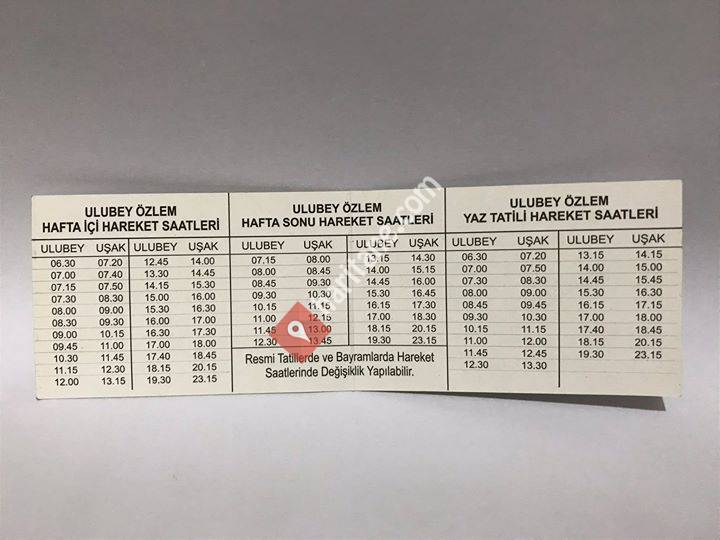 ULUBEY ÖZLEM
HAFTA İÇİ HAREKET SAATLERİ
ULUBEY UŞAK ULUBEY UŞAK
06.30 07.20 12.45 14.00
07.00 07.40 13.30 14.45
07.15 07.50 14.15 15.30
07.30 08.30 15.00 16.00
08.00 09.00 15.30 16.30
08.30 09.30 16.00 17.00
09.00 10.15 16.30 17.30
09.45 11.00 17.00 18.00
10.30 11.45 17.40 18.45
11.15 12.30 18.15 20.15
12.00 13.15 19.30 23.15
ULUBEY ÖZLEM
HAFTA SONU HAREKET SAATLERİ
ULUBEY UŞAK ULUBEY UŞAK
07.15 08.00 13.15 14.30
08.00 08.45 14.00 15.15
08.45 09.30 14.45 16.00
09.30 10.30 15.30 16.45
10.15 11.15 16.15 17.30
11.00 12.15 17.00 18.30
11.45 13.00 18.15 20.15
12.30 13.45 19.30 23.15
Resmi Tatillerde ve Bayramlarda Hareket
Saatlerinde Değişiklik Yapılabilir.
ULUBEY ÖZLEM
YAZ TATİLİ HAREKET SAATLERİ
ULUBEY UŞAK ULUBEY UŞAK
06.30 07.20 13.15 14.15
07.00 07.50 14.00 15.00
07.30 08.30 14.45 15.45
08.00 09.00 15.30 16.30
08.45 09.45 16.15 17.15
09.30 10.30 17.00 18.00
10.15 11.15 17.40 18.45
11.00 12.00 18.15 20.15
11.45 12.45 19.30 23.15
12.30 13.30